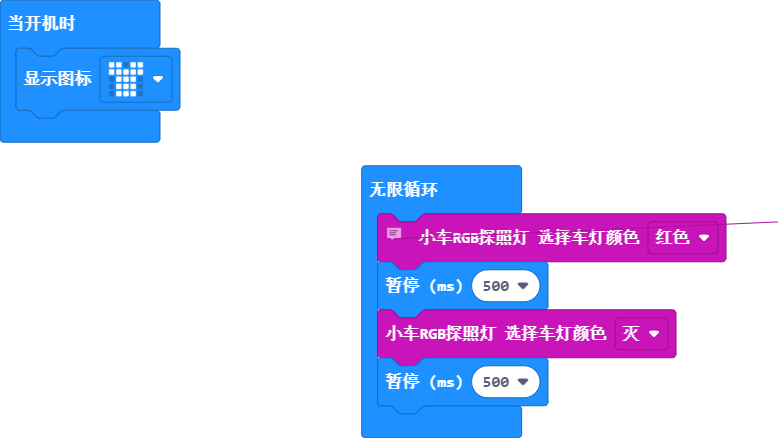 当开机时
显示图标
无限循环
小车RGB探照灯 选择车灯颜色 红色
暂停 (ms) 500
小车RGB探照灯 选择车灯颜色 灭
暂停 (ms) 500